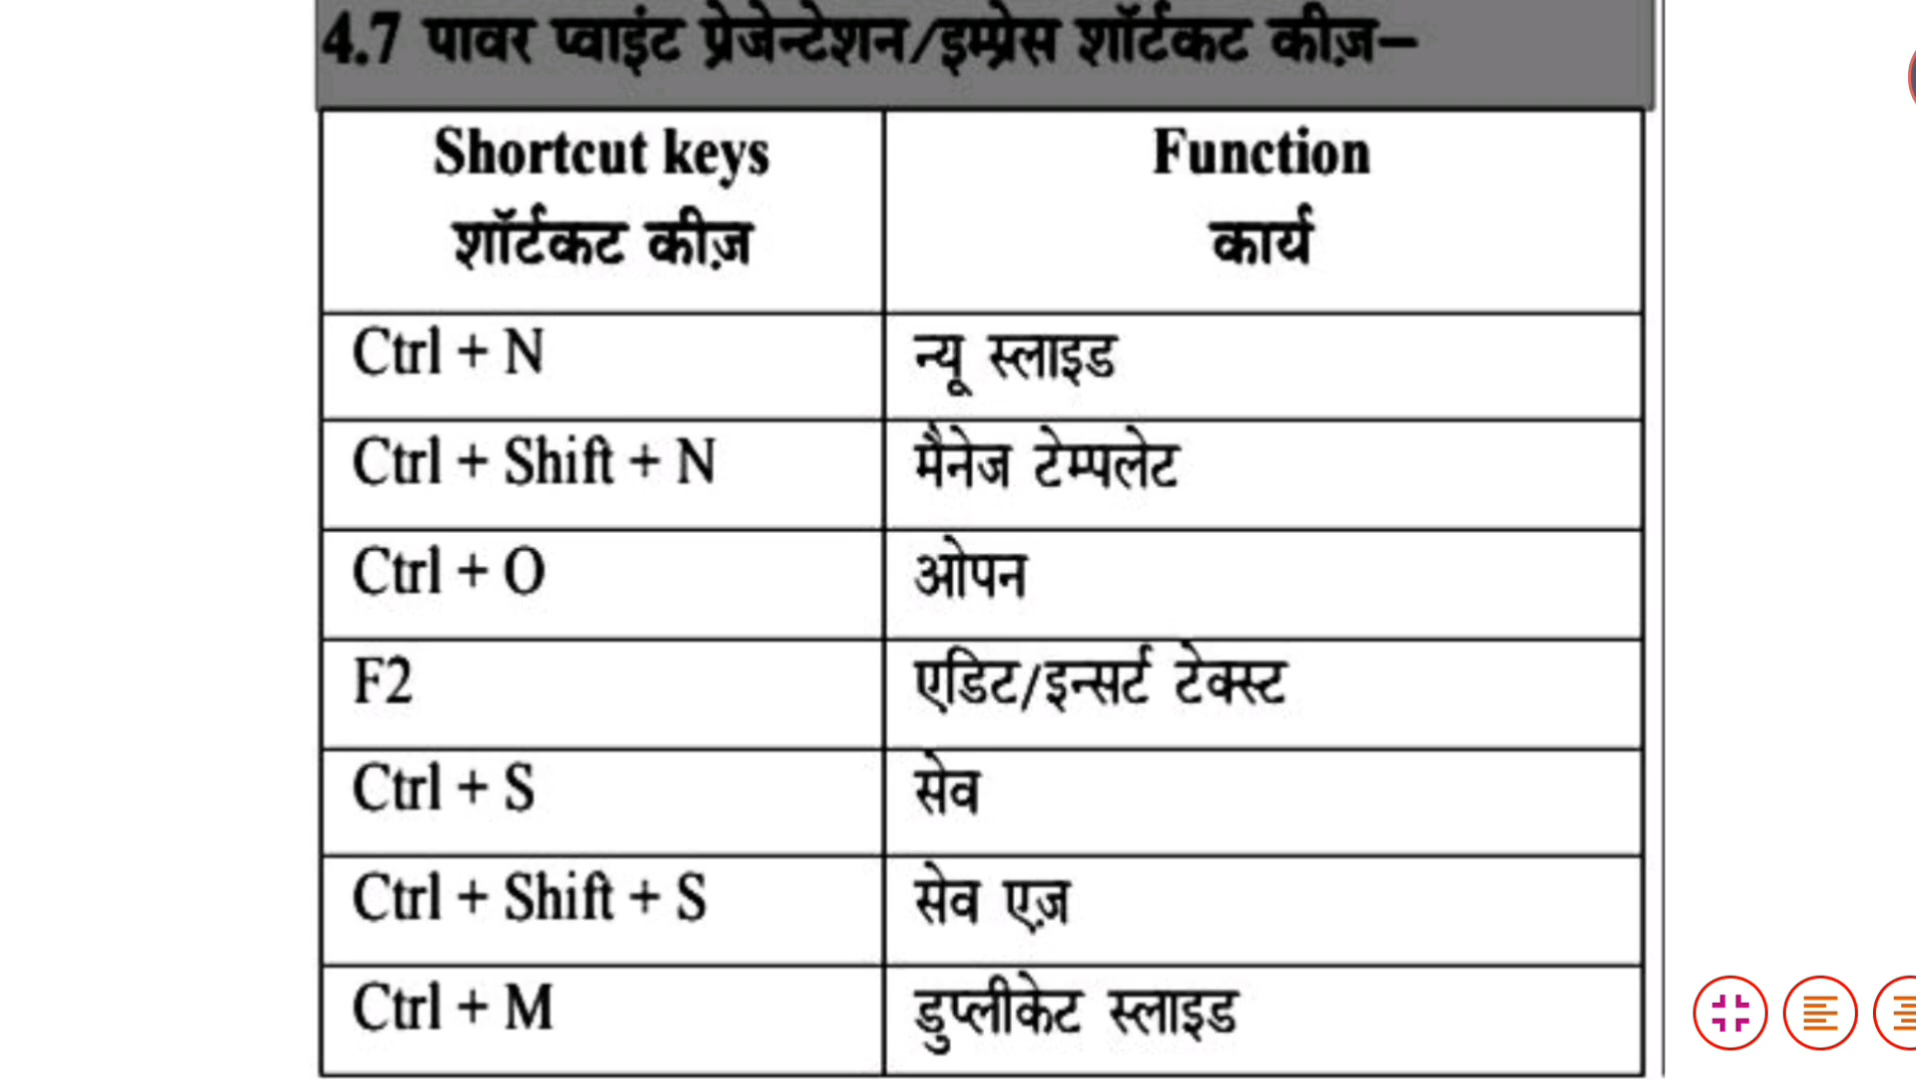 4.7 पावर प्वाइंट प्रेजेन्टेशन/इम्प्रेस शॉर्टकट कीज़–
Shortcut keys Function
शॉर्टकट कीज़ कार्य
Ctrl + N न्यू स्लाइड
Ctrl + Shift + N मैनेज टेम्पलेट
Ctrl + O ओपन
F2 एडिट/इन्सर्ट टेक्स्ट
Ctrl + S सेव
Ctrl + Shift + S सेव एज़
Ctrl + M डुप्लीकेट स्लाइड